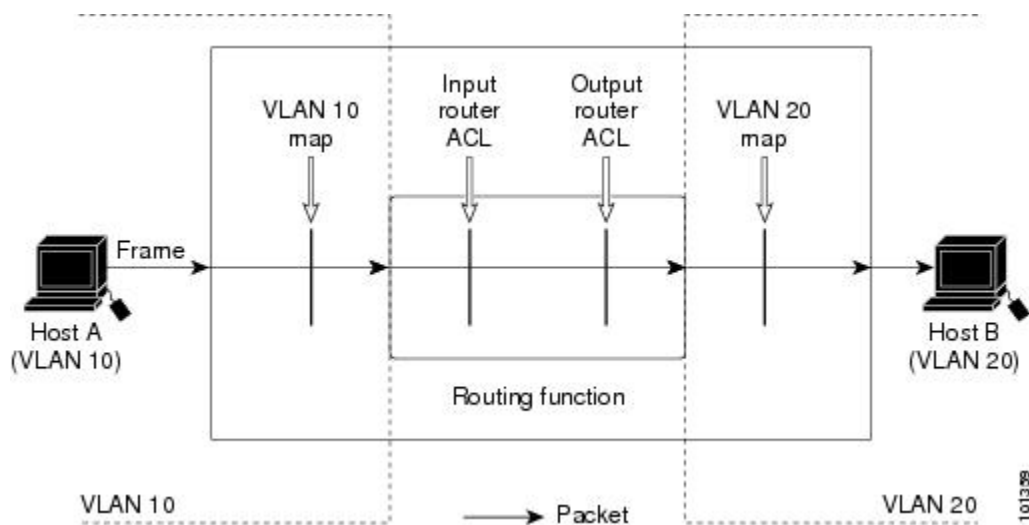 VLAN 10
map
Input
router
ACL
Output
router
ACL
VLAN 20
map
Frame
Host A
(VLAN 10)
Host B
(VLAN 20)
Routing function
VLAN 10
Packet
VLAN 20
101359